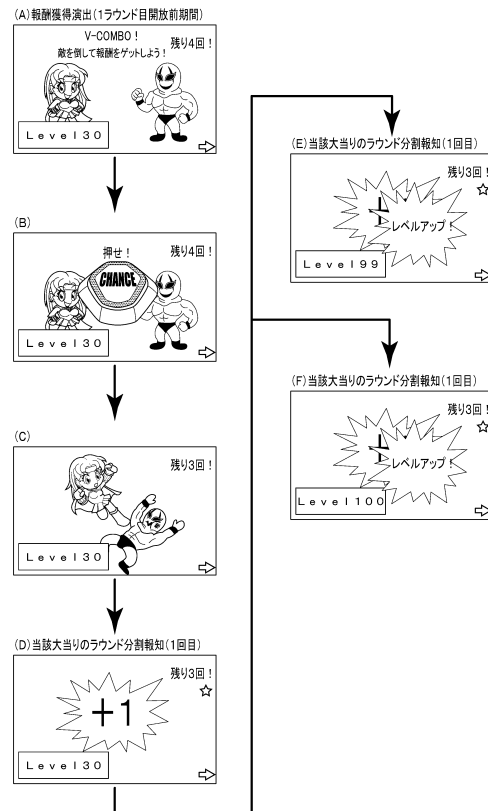 (A)報酬獲得演出(1ラウンド目開放前期間)
V-COMBO!
敵を倒して報酬をゲットしよう!
残り4回!
Level30
(B)
押せ!
残り4回!
CHANCE
Level30
(C)
残り3回!
Level30
(D)当該大当りのラウンド分割報知(1回目)
残り3回!
+1
Level30
(E)当該大当りのラウンド分割報知(1回目)
残り3回!
レベルアップ!
Level99
(F)当該大当りのラウンド分割報知(1回目)
残り3回!
レベルアップ!
Level100